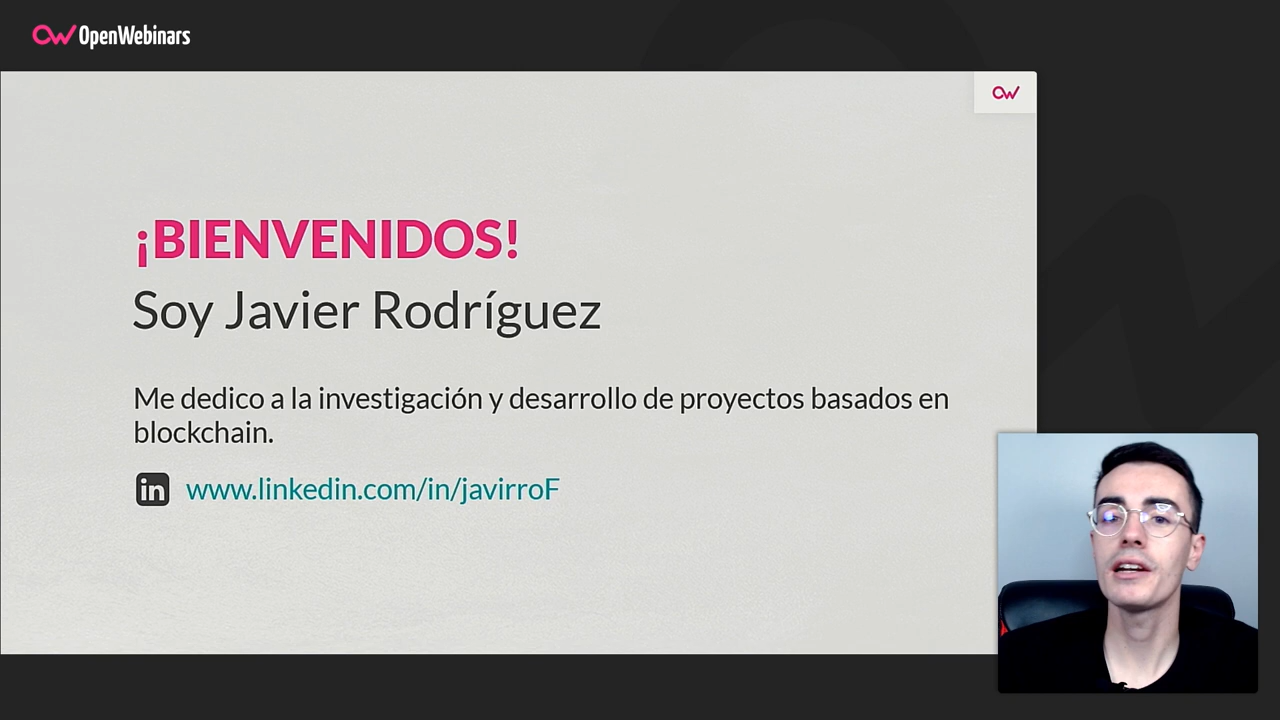 OpenWebinars
¡BIENVENIDOS!
Soy Javier Rodríguez
Me dedico a la investigación y desarrollo de proyectos basados en
blockchain.
in www.linkedin.com/in/javirroF